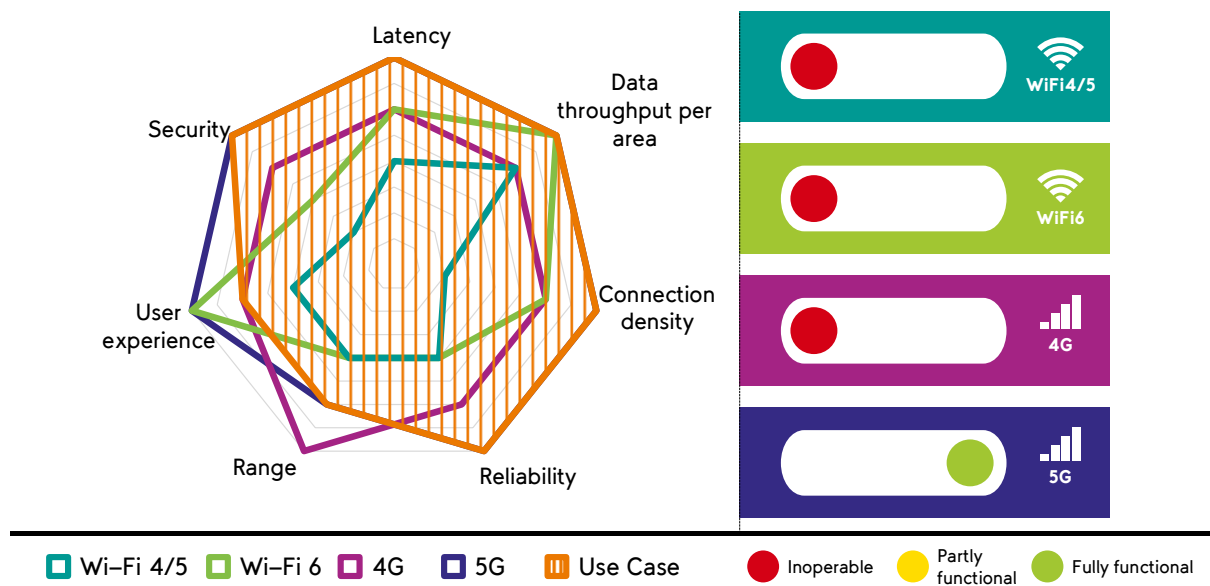 Latency
Data
throughput per
area
Security
Connection
density
User
experience
Range
Reliability
WiFi4/5
WiFi6
4G
5G
Wi–Fi 4/5
Wi–Fi 6
4G
5G
Use Case
Inoperable
Partly
functional
Fully functional